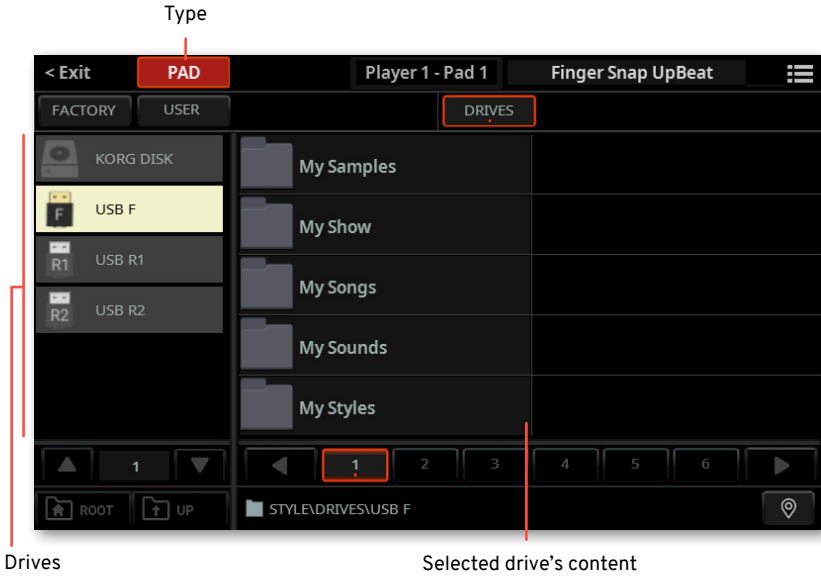 Type
< Exit PAD Player 1 - Pad 1 Finger Snap UpBeat
FACTORY USER DRIVES
KORG DISK
My Samples
F USB F
My Show
R1 USB R1
My Songs
R2 USB R2
My Sounds
My Styles
1 1 2 3 4 5 6
ROOT UP STYLE\DRIVES\USB F
Drives Selected drive's content